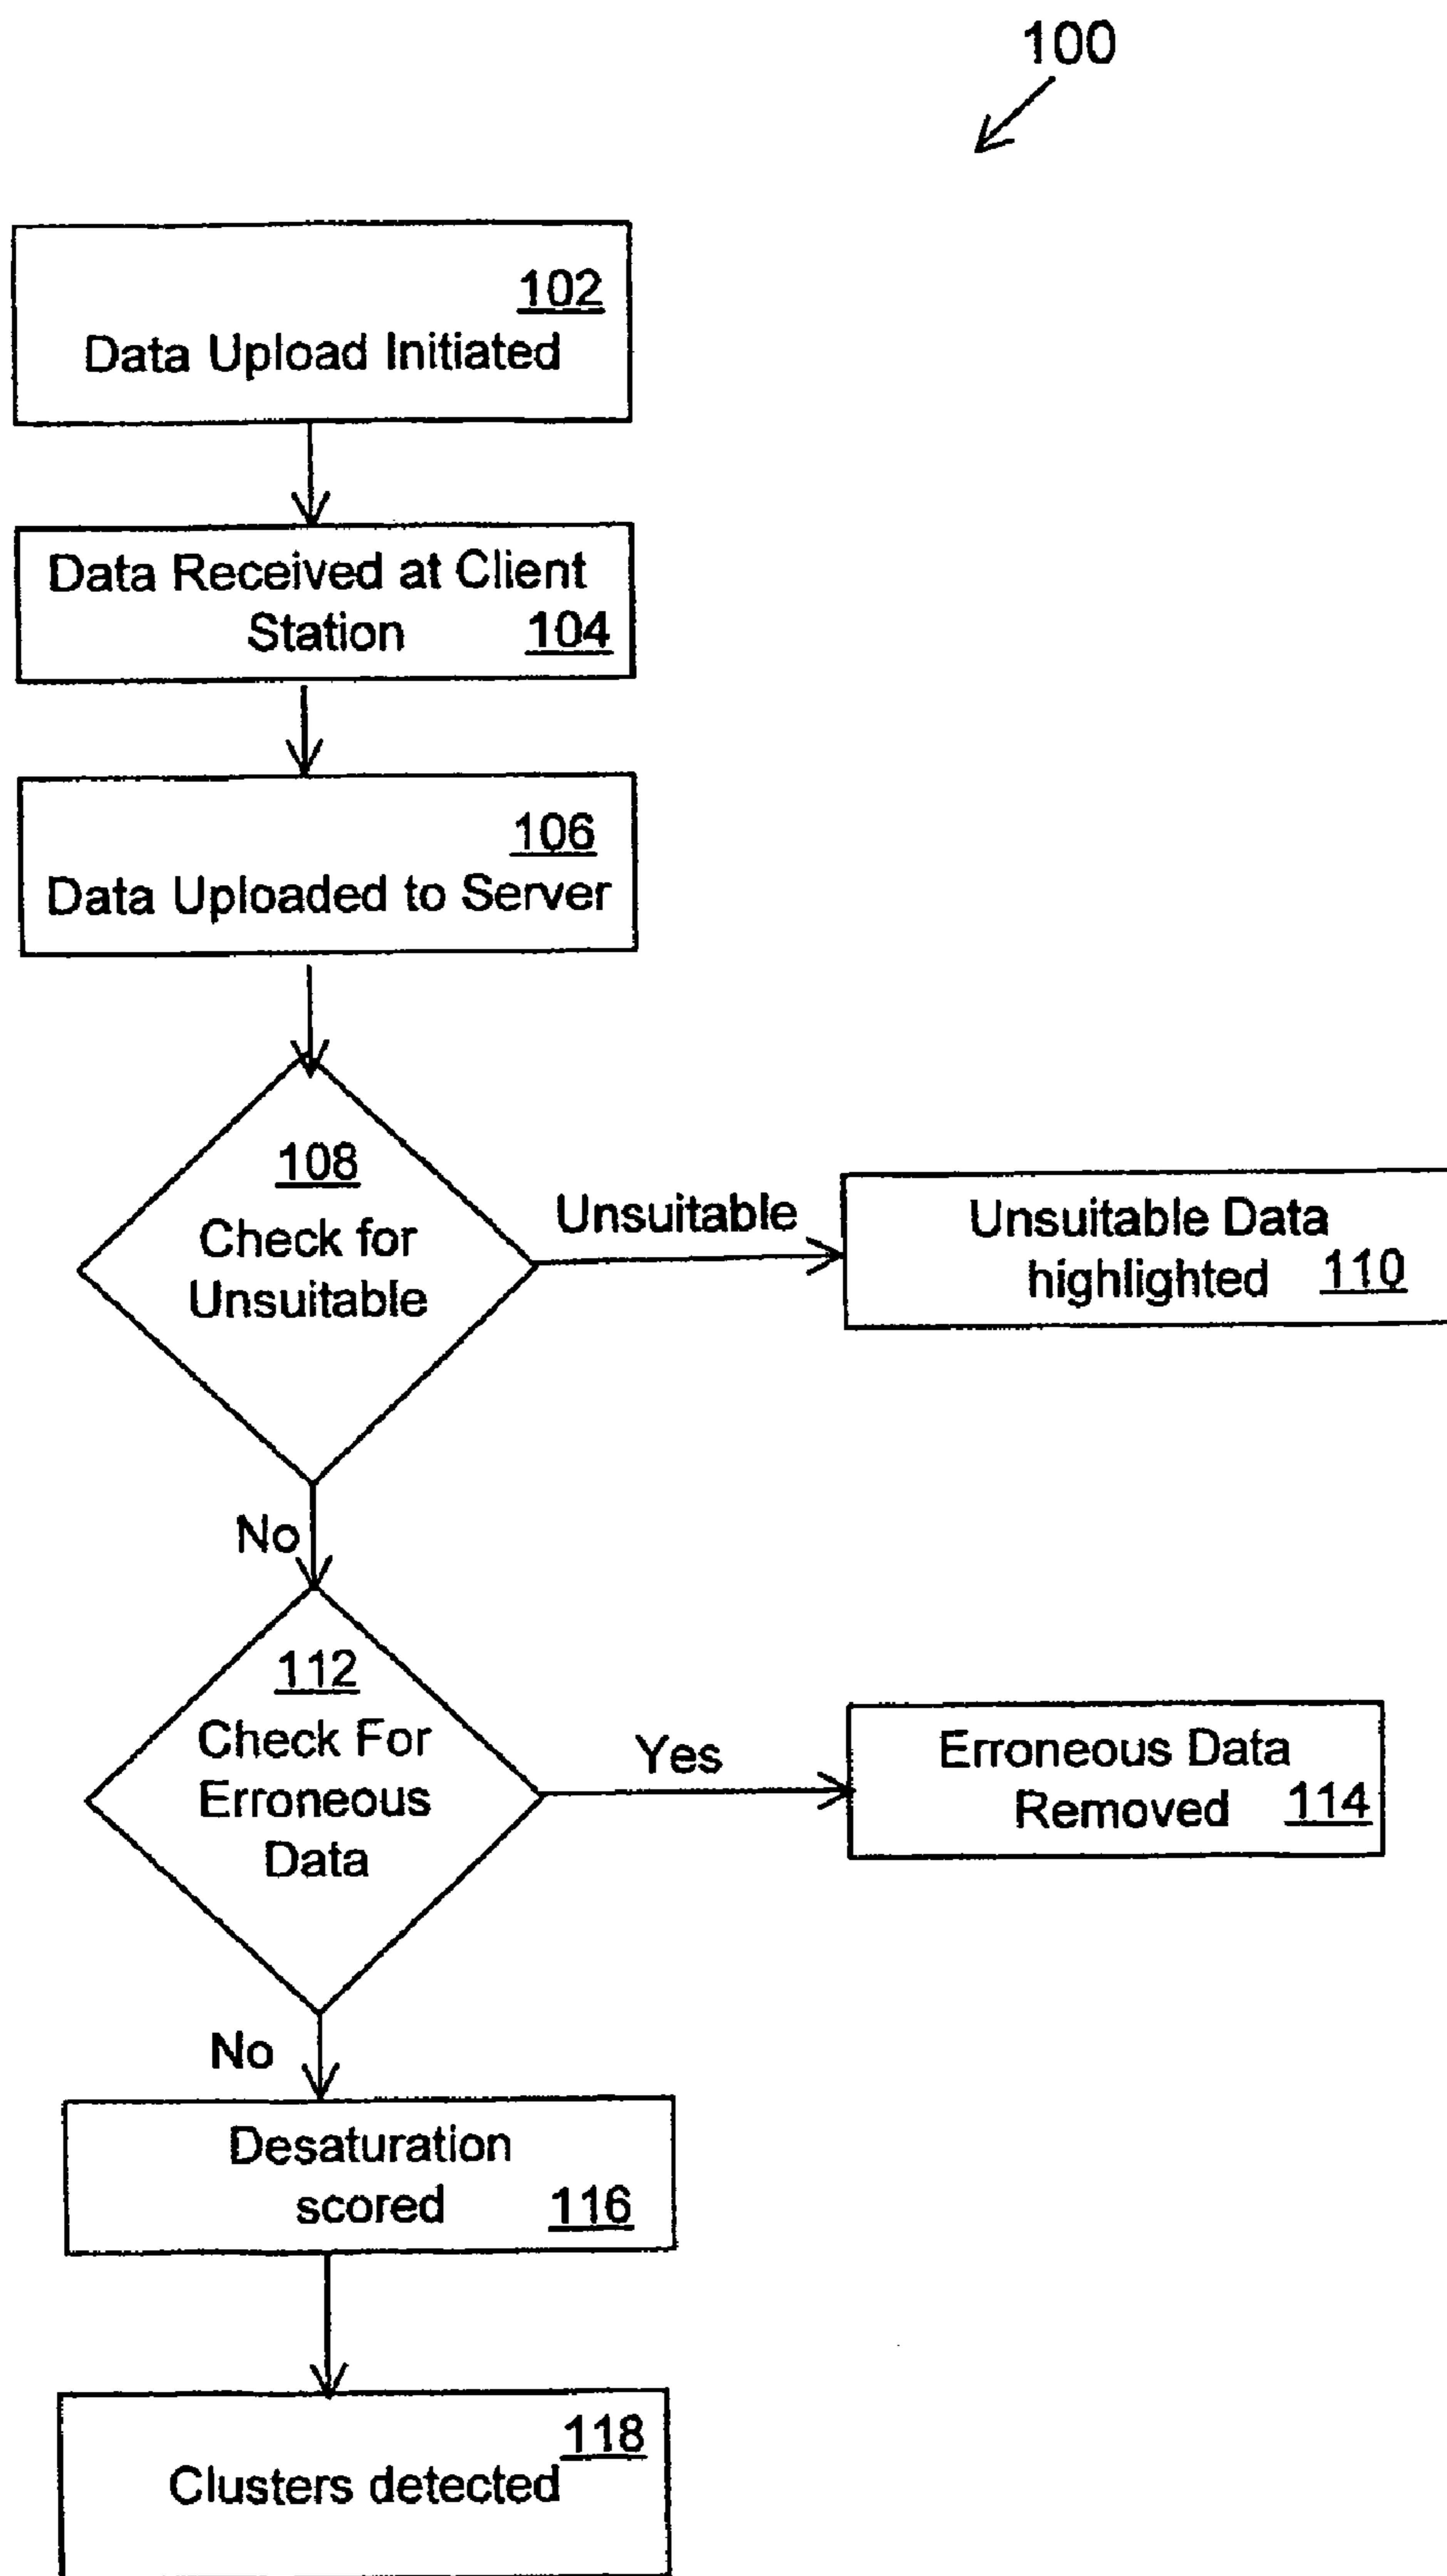 100
102
Data Upload Initiated
Data Received at Client
Station 104
106
Data Uploaded to Server
108
Check for
Unsuitable
Unsuitable
Unsuitable Data
highlighted 110
No
112
Check For
Erroneous
Data
Yes
Erroneous Data
Removed 114
No
Desaturation
scored 116
118
Clusters detected